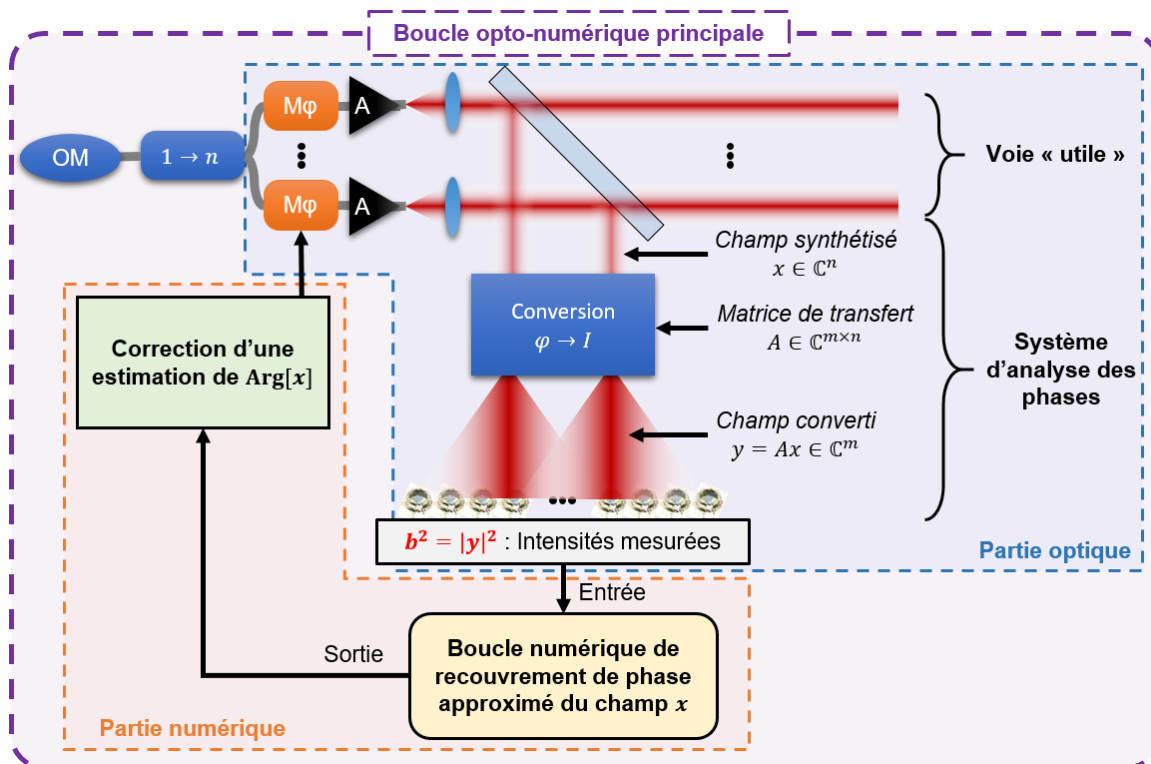 Boucle opto-numérique principale
OM
1 → n
Mφ
A
Mφ
A
Voie « utile »
Champ synthétisé
x ∈ ℂⁿ
Conversion
φ → I
Matrice de transfert
A ∈ ℂᵐˣⁿ
Système
d’analyse des
phases
Champ converti
y = Ax ∈ ℂᵐ
Correction d’une
estimation de Arg[x]
b² = |y|² : Intensités mesurées
Partie optique
Entrée
Sortie
Boucle numérique de
recouvrement de phase
approximé du champ x
Partie numérique